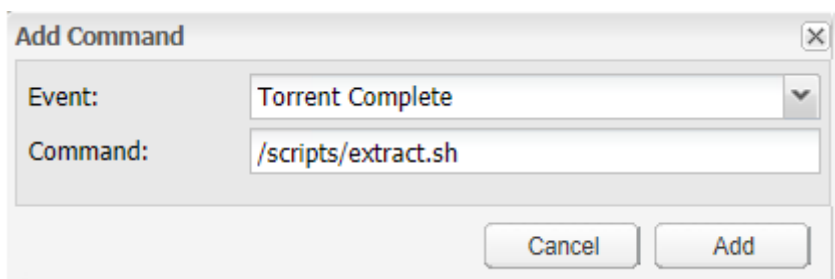 Add Command
Event: Torrent Complete
Command: /scripts/extract.sh
Cancel Add